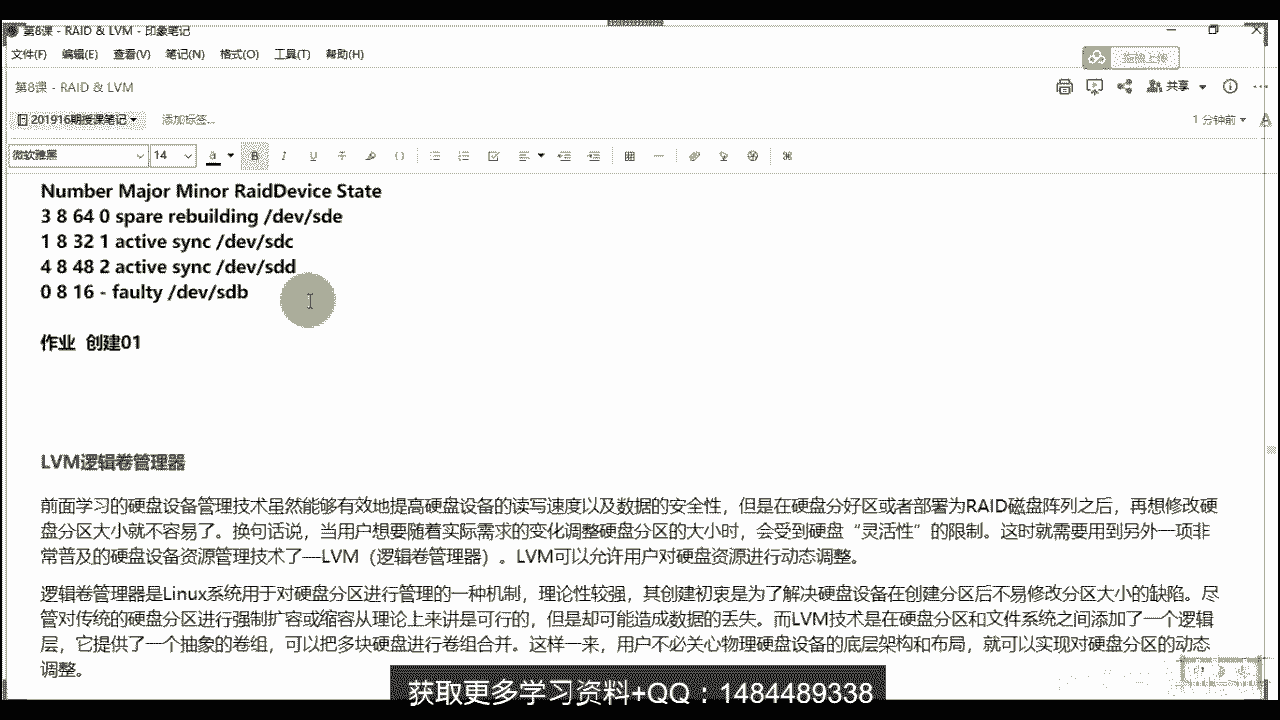 第8课 - RAID & LVM - 印象笔记
文件(F) 编辑(E) 查看(V) 笔记(N) 格式(O) 工具(T) 帮助(H)
拖拽上传
第8课 - RAID & LVM
共享
201916期授课笔记
添加标签...
1 分钟前
微软雅黑 14
Number Major Minor RaidDevice State
3 8 64 0 spare rebuilding /dev/sde
1 8 32 1 active sync /dev/sdc
4 8 48 2 active sync /dev/sdd
0 8 16 - faulty /dev/sdb
作业 创建01
LVM逻辑卷管理器
前面学习的硬盘设备管理技术虽然能够有效地提高硬盘设备的读写速度以及数据的安全性，但是在硬盘分好区或者部署为RAID磁盘阵列之后，再想修改硬
盘分区大小就不容易了。换句话说，当用户想要随着实际需求的变化调整硬盘分区的大小时，会受到硬盘“灵活性”的限制。这时就需要用到另外一项非
常普及的硬盘设备资源管理技术了—LVM（逻辑卷管理器）。LVM可以允许用户对硬盘资源进行动态调整。
逻辑卷管理器是Linux系统用于对硬盘分区进行管理的一种机制，理论性较强，其创建初衷是为了解决硬盘设备在创建分区后不易修改分区大小的缺陷。尽
管对传统的硬盘分区进行强制扩容或缩容从理论上来讲是可行的，但是却可能造成数据的丢失。而LVM技术是在硬盘分区和文件系统之间添加了一个逻辑
层，它提供了一个抽象的卷组，可以把多块硬盘进行卷组合并。这样一来，用户不必关心物理硬盘设备的底层架构和布局，就可以实现对硬盘分区的动态
调整。
获取更多学习资料+QQ：1484489338